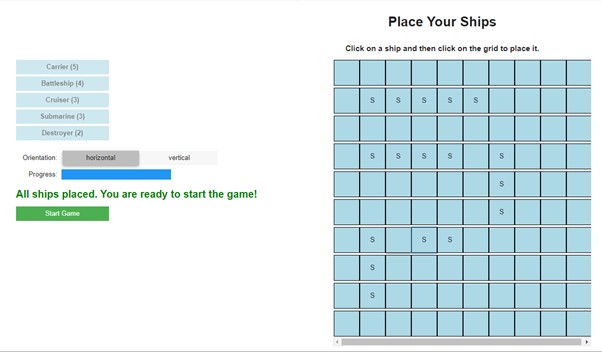 Place Your Ships
Click on a ship and then click on the grid to place it.
Carrier (5)
Battleship (4)
Cruiser (3)
Submarine (3)
Destroyer (2)
Orientation: horizontal vertical
Progress:
All ships placed. You are ready to start the game!
Start Game
S S S S S
S S S S S
S
S
S S S
S
S